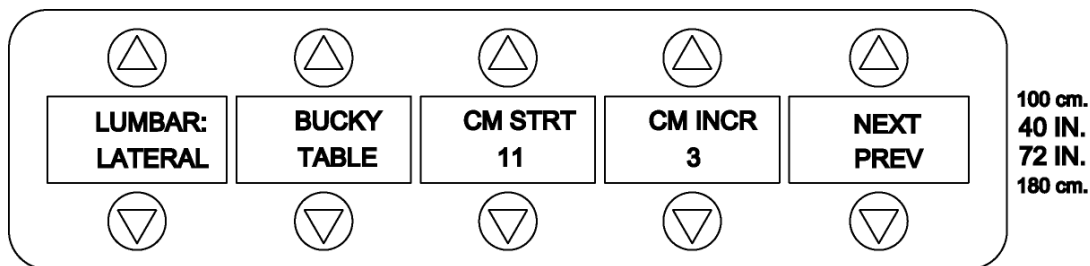 LUMBAR:
LATERAL
BUCKY
TABLE
CM STRT
11
CM INCR
3
NEXT
PREV
100 cm.
40 IN.
72 IN.
180 cm.